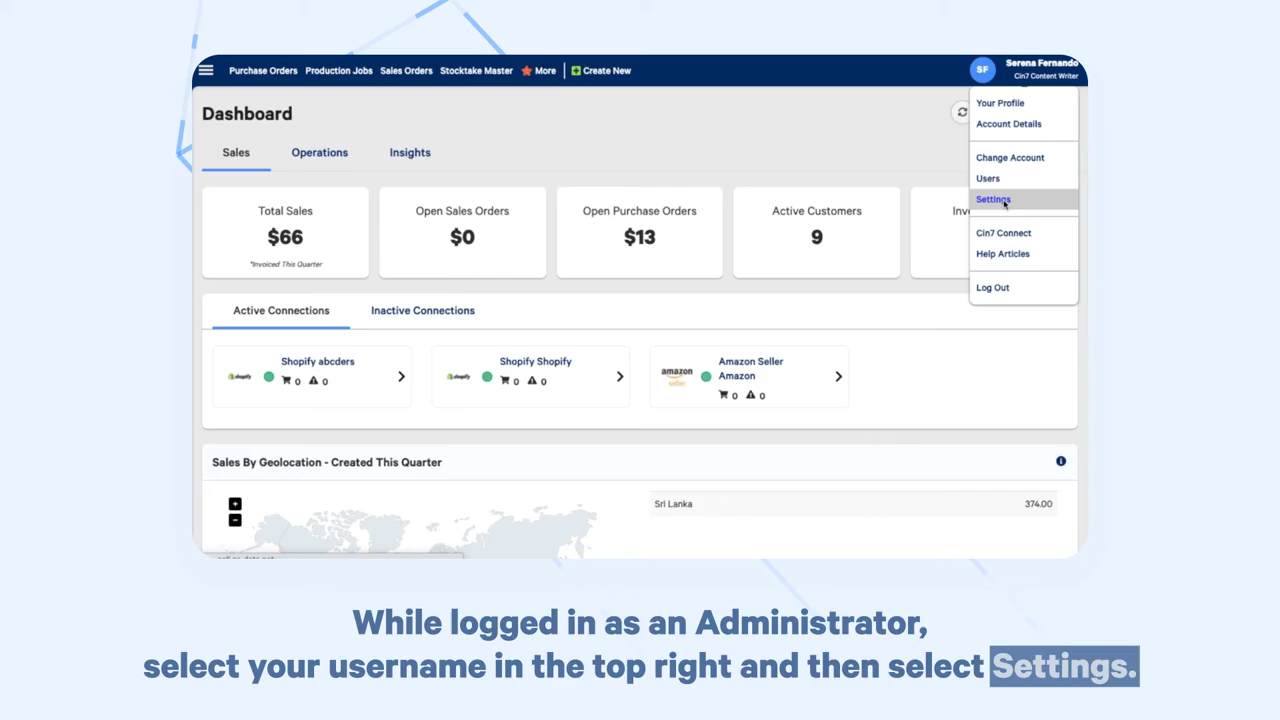 Purchase Orders Production Jobs Sales Orders Stocktake Master More Create New
SF
Serena Fernando
Cin7 Content Writer
Dashboard
Your Profile
Account Details
Change Account
Users
Settings
Cin7 Connect
Help Articles
Log Out
Sales Operations Insights
Total Sales
$66
*Invoiced This Quarter
Open Sales Orders
$0
Open Purchase Orders
$13
Active Customers
9
Active Connections Inactive Connections
shopify
Shopify abcders
0 0
shopify
Shopify Shopify
0 0
amazon
seller
Amazon Seller
Amazon
0 0
Sales By Geolocation - Created This Quarter
Sri Lanka 374.00
While logged in as an Administrator,
select your username in the top right and then select Settings.